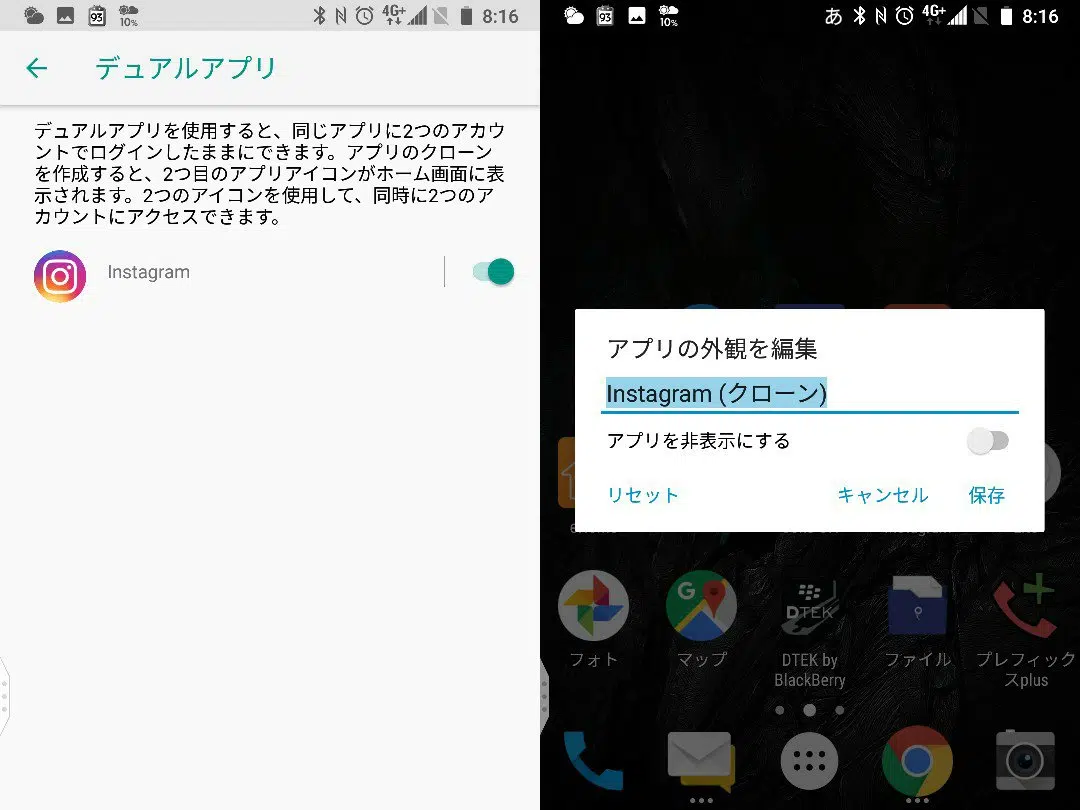 93
10%
4G+
8:16
デュアルアプリ
デュアルアプリを使用すると、同じアプリに2つのアカウ
ントでログインしたままにできます。アプリのクローン
を作成すると、2つ目のアプリアイコンがホーム画面に表
示されます。2つのアイコンを使用して、同時に2つのア
カウントにアクセスできます。
Instagram
93
10%
あ
4G+
8:16
アプリの外観を編集
Instagram (クローン)
アプリを非表示にする
リセット
キャンセル
保存
G
DTEK
フォト
マップ
DTEK by
BlackBerry
ファイル
プレフィック
スplus